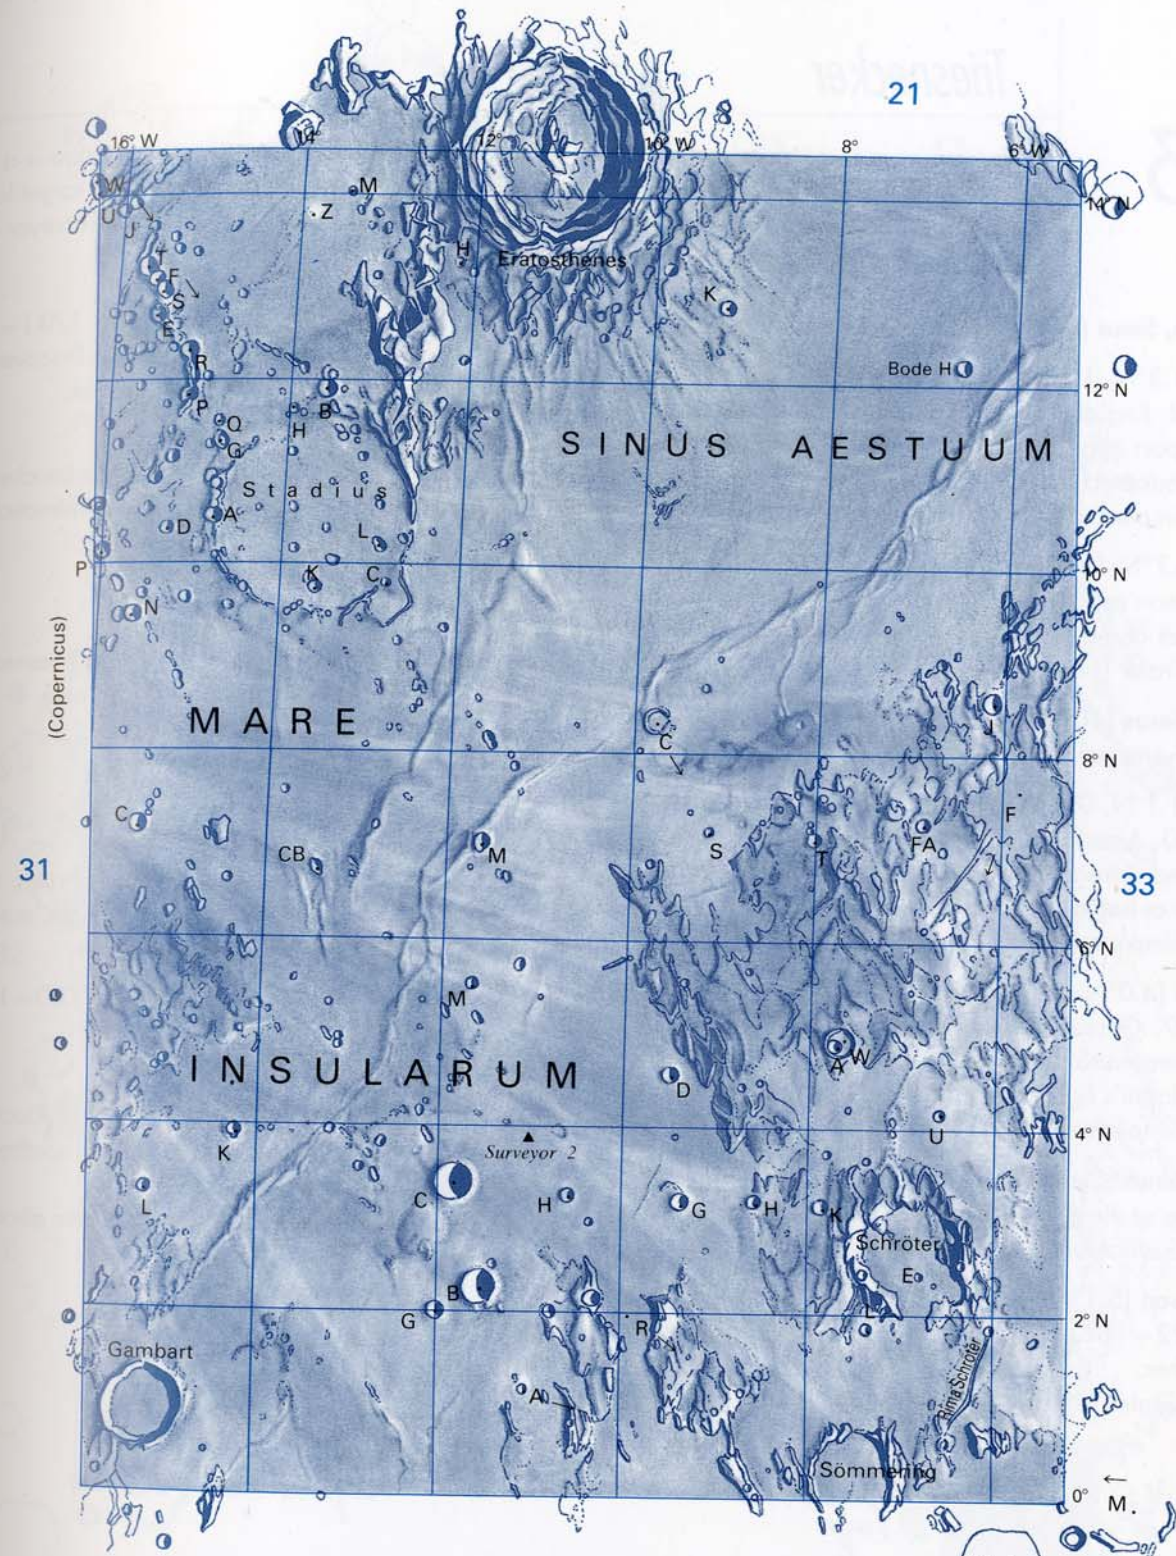 Triesnecker
21
16° W
14°
12°
10° W
8°
6° W
W
M
14° N
U
J
Z
T
H
Eratosthenes
F
S
K
E
R
Bode H
12° N
P
B
Q
H
G
SINUS AESTUUM
Stadius
A
D
L
P
K
C
10° N
N
(Copernicus)
MARE
J
C
8° N
C
F
S
T
FA
CB
M
31
33
6° N
M
A
W
INSULARUM
D
K
Surveyor 2
U
4° N
L
C
H
G
H
K
Schröter
E
B
G
R
2° N
Gambart
Rima Schröter
A
Sömmering
0°
← M.